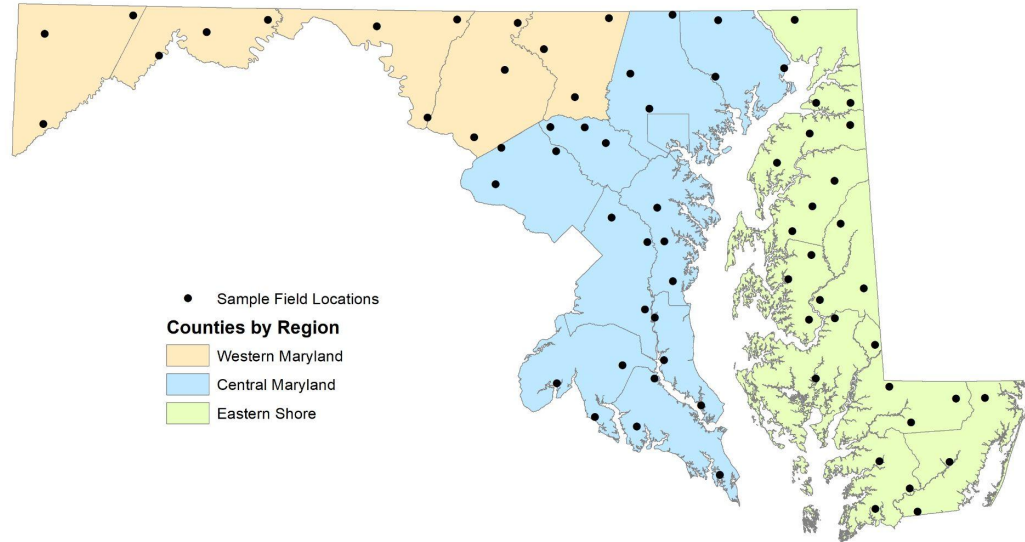 Sample Field Locations
Counties by Region
Western Maryland
Central Maryland
Eastern Shore